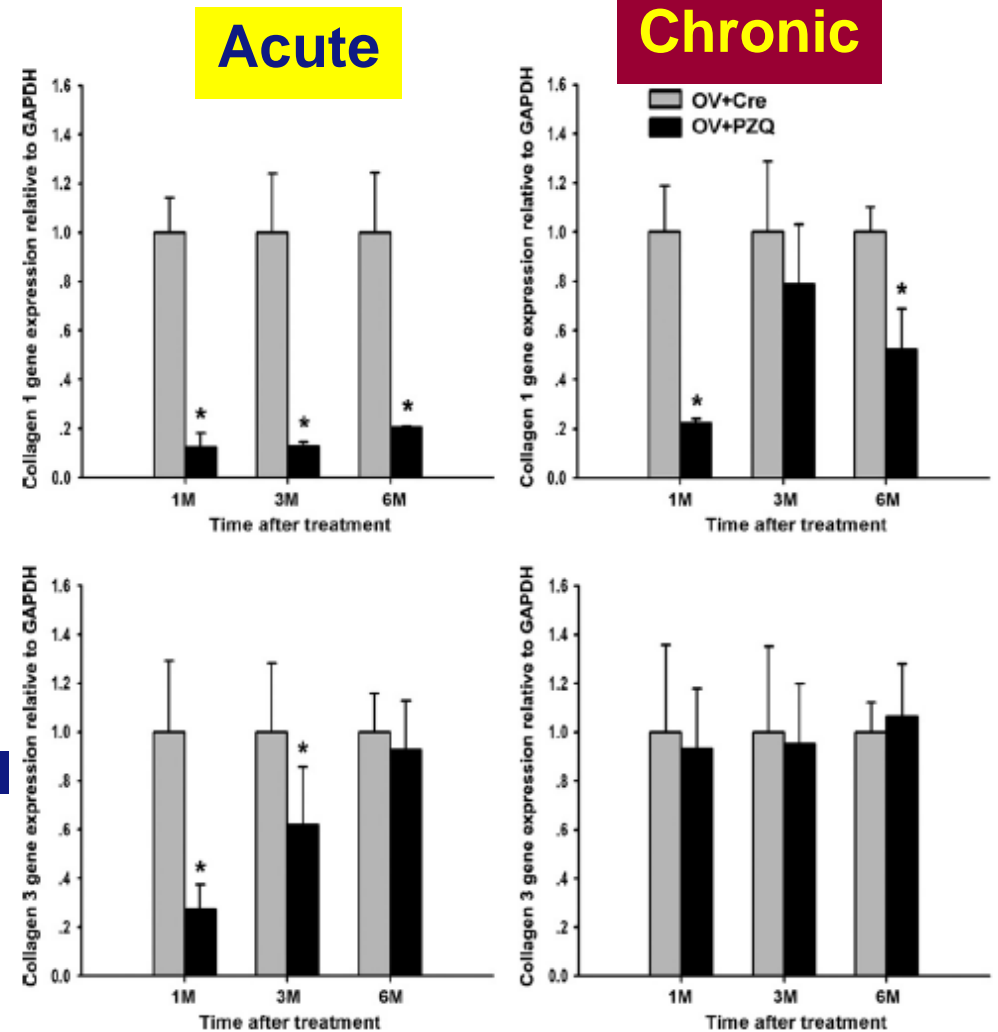 Acute
Chronic
Collagen 1 gene expression relative to GAPDH
1.6
1.4
1.2
1.0
.8
.6
.4
.2
0.0
*
*
*
1M
3M
6M
Time after treatment
Collagen 1 gene expression relative to GAPDH
1.6
1.4
1.2
1.0
.8
.6
.4
.2
0.0
OV+Cre
OV+PZQ
*
*
1M
3M
6M
Time after treatment
Collagen 3 gene expression relative to GAPDH
1.6
1.4
1.2
1.0
.8
.6
.4
.2
0.0
*
*
1M
3M
6M
Time after treatment
Collagen 3 gene expression relative to GAPDH
1.6
1.4
1.2
1.0
.8
.6
.4
.2
0.0
1M
3M
6M
Time after treatment